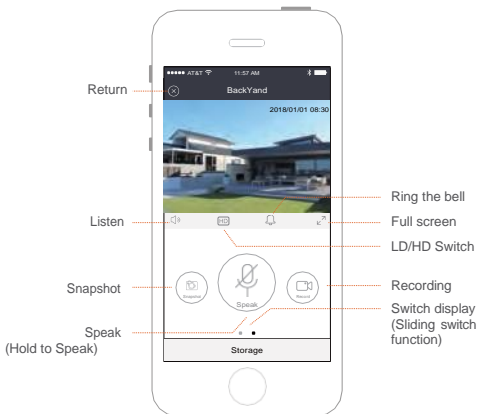 AT&T 11:57 AM
Return
BackYand
2018/01/01 08:30
Ring the bell
Listen
HD
Full screen
LD/HD Switch
Snapshot
Snapshot
Speak
Record
Recording
Switch display
(Sliding switch
function)
Speak
(Hold to Speak)
Storage